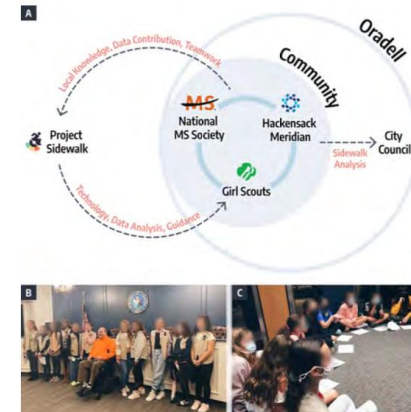 A
Oradell
Community
Local Knowledge, Data Contribution, Teamwork
MS
National
MS Society
Hackensack
Meridian
Project
Sidewalk
City
Council
Sidewalk
Analysis
Girl Scouts
Technology, Data Analysis, Guidance
B
C